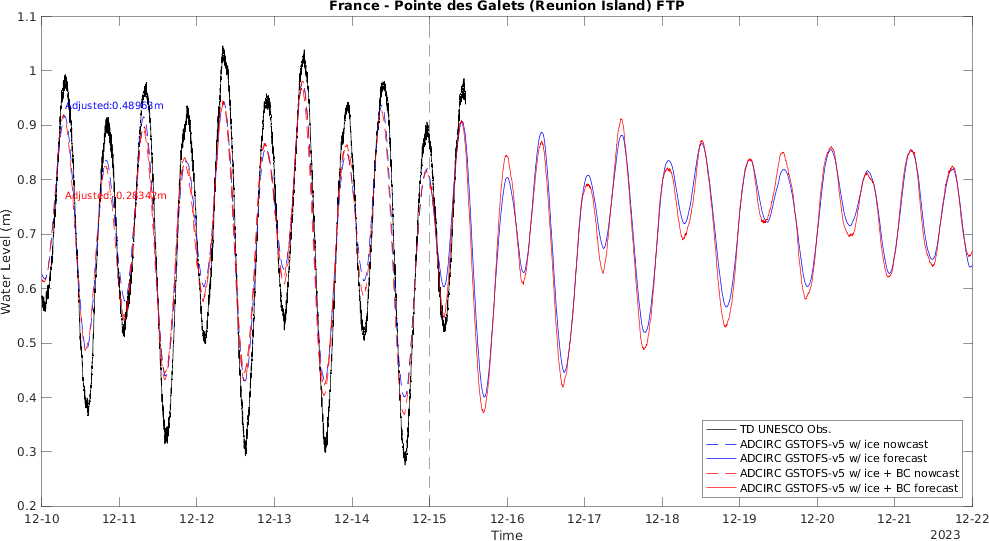 France - Pointe des Galets (Reunion Island) FTP
Water Level (m)
1.1
1
0.9
0.8
0.7
0.6
0.5
0.4
0.3
0.2
Adjusted:0.48963m
Adjusted:-0.28342m
TD UNESCO Obs.
ADCIRC GSTOFS-v5 w/ ice nowcast
ADCIRC GSTOFS-v5 w/ ice forecast
ADCIRC GSTOFS-v5 w/ ice + BC nowcast
ADCIRC GSTOFS-v5 w/ ice + BC forecast
12-10 12-11 12-12 12-13 12-14 12-15 12-16 12-17 12-18 12-19 12-20 12-21 12-22
Time
2023